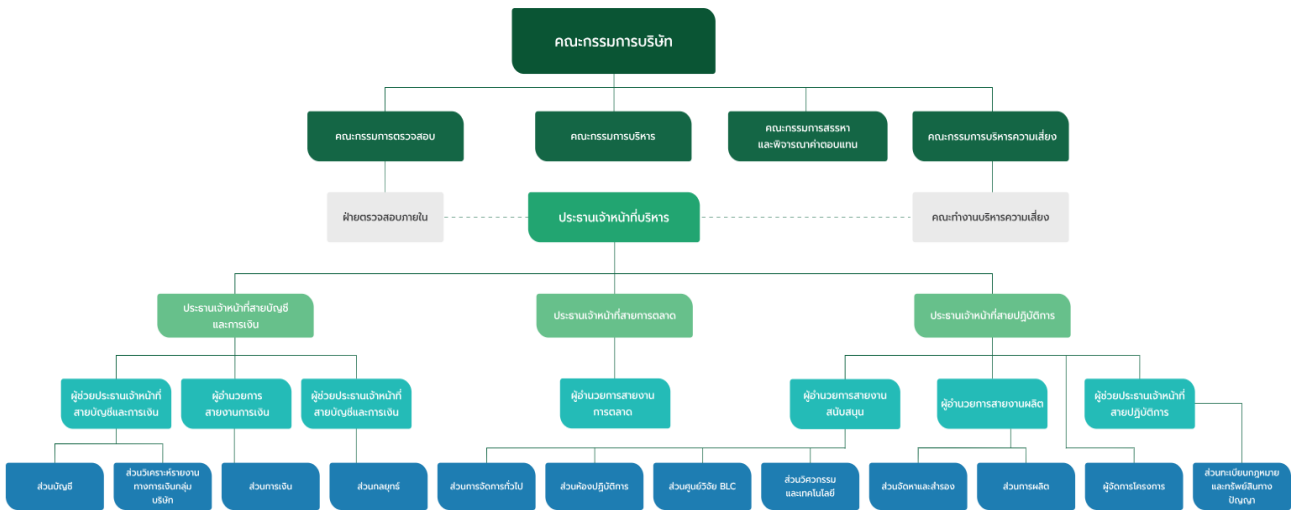 คณะกรรมการบริษัท
คณะกรรมการตรวจสอบ
คณะกรรมการบริหาร
คณะกรรมการสรรหา
และพิจารณาค่าตอบแทน
คณะกรรมการบริหารความเสี่ยง
ฝ่ายตรวจสอบภายใน
ประธานเจ้าหน้าที่บริหาร
คณะทำงานบริหารความเสี่ยง
ประธานเจ้าหน้าที่สายบัญชี
และการเงิน
ประธานเจ้าหน้าที่สายการตลาด
ประธานเจ้าหน้าที่สายปฏิบัติการ
ผู้ช่วยประธานเจ้าหน้าที่
สายบัญชีและการเงิน
ผู้อำนวยการ
สายงานการเงิน
ผู้ช่วยประธานเจ้าหน้าที่
สายบัญชีและการเงิน
ผู้อำนวยการสายงาน
การตลาด
ผู้อำนวยการสายงาน
สนับสนุน
ผู้อำนวยการสายงานผลิต
ผู้ช่วยประธานเจ้าหน้าที่
สายปฏิบัติการ
ส่วนบัญชี
ส่วนวิเคราะห์รายงาน
ทางการเงินกลุ่ม
บริษัท
ส่วนการเงิน
ส่วนกลยุทธ์
ส่วนการจัดการทั่วไป
ส่วนห้องปฏิบัติการ
ส่วนศูนย์วิจัย BLC
ส่วนวิศวกรรม
และเทคโนโลยี
ส่วนจัดหาและสำรอง
ส่วนการผลิต
ผู้จัดการโครงการ
ส่วนทะเบียนกฎหมาย
และทรัพย์สินทาง
ปัญญา